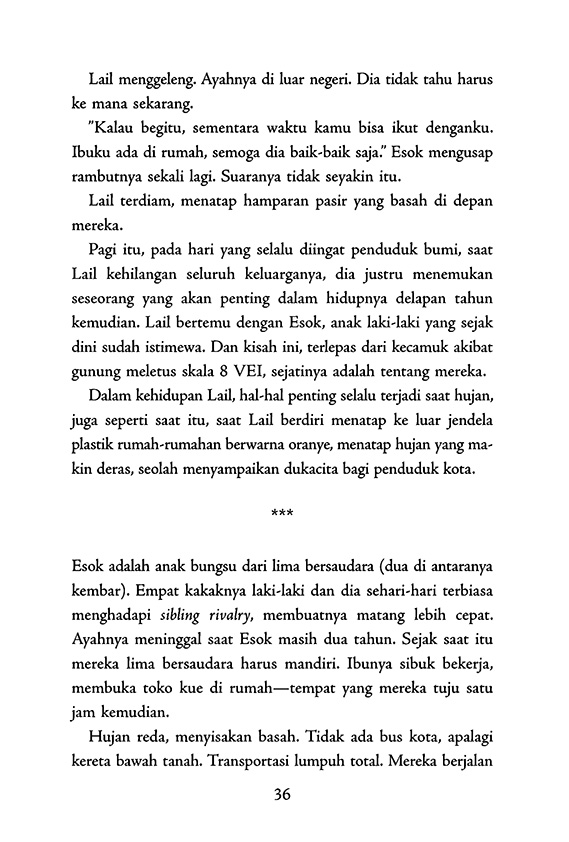 Lail menggeleng. Ayahnya di luar negeri. Dia tidak tahu harus
ke mana sekarang.
”Kalau begitu, sementara waktu kamu bisa ikut denganku.
Ibuku ada di rumah, semoga dia baik-baik saja.” Esok mengusap
rambutnya sekali lagi. Suaranya tidak seyakin itu.
Lail terdiam, menatap hamparan pasir yang basah di depan
mereka.
Pagi itu, pada hari yang selalu diingat penduduk bumi, saat
Lail kehilangan seluruh keluarganya, dia justru menemukan
seseorang yang akan penting dalam hidupnya delapan tahun
kemudian. Lail bertemu dengan Esok, anak laki-laki yang sejak
dini sudah istimewa. Dan kisah ini, terlepas dari kecamuk akibat
gunung meletus skala 8 VEI, sejatinya adalah tentang mereka.
Dalam kehidupan Lail, hal-hal penting selalu terjadi saat hujan,
juga seperti saat itu, saat Lail berdiri menatap ke luar jendela
plastik rumah-rumahan berwarna oranye, menatap hujan yang ma-
kin deras, seolah menyampaikan dukacita bagi penduduk kota.
***
Esok adalah anak bungsu dari lima bersaudara (dua di antaranya
kembar). Empat kakaknya laki-laki dan dia sehari-hari terbiasa
menghadapi sibling rivalry, membuatnya matang lebih cepat.
Ayahnya meninggal saat Esok masih dua tahun. Sejak saat itu
mereka lima bersaudara harus mandiri. Ibunya sibuk bekerja,
membuka toko kue di rumah—tempat yang mereka tuju satu
jam kemudian.
Hujan reda, menyisakan basah. Tidak ada bus kota, apalagi
kereta bawah tanah. Transportasi lumpuh total. Mereka berjalan
36